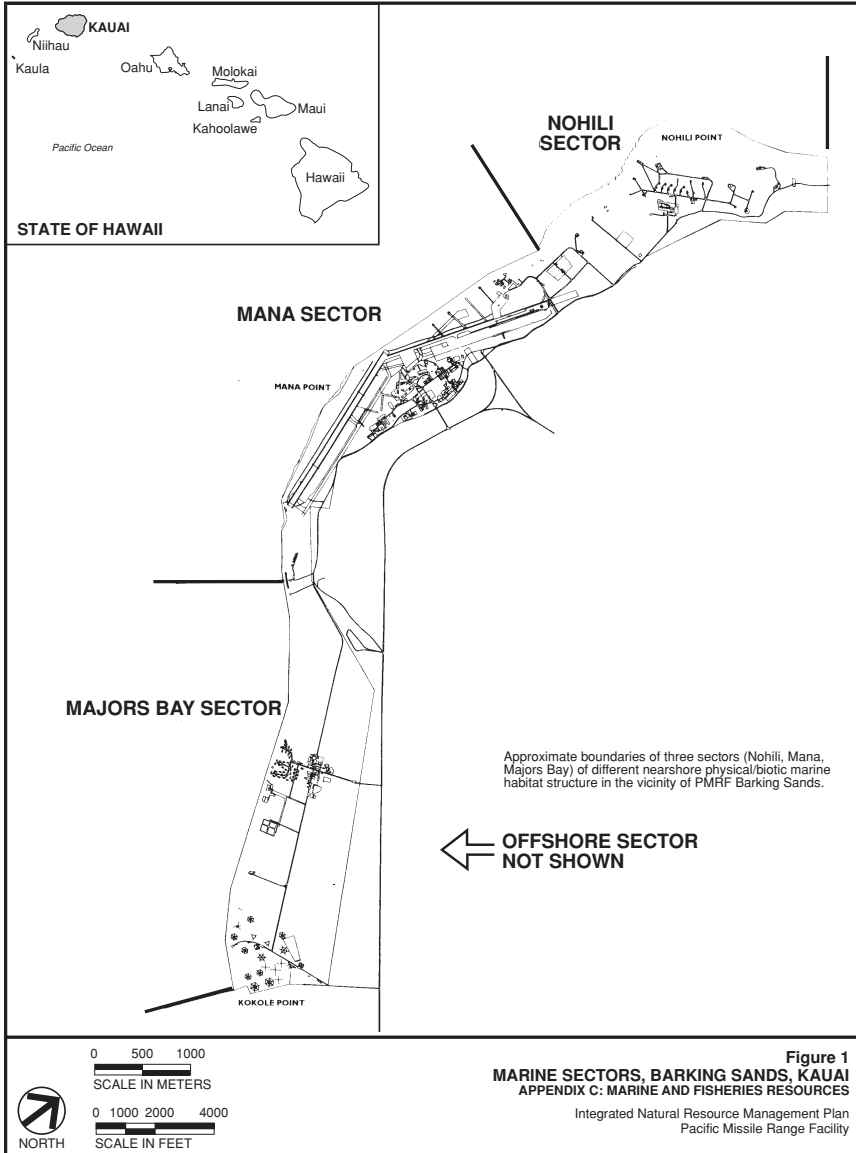 KAUAI
Niihau
Kaula
Oahu
Molokai
Lanai
Maui
Kahoolawe
Pacific Ocean
Hawaii
STATE OF HAWAII
NOHILI
SECTOR
NOHILI POINT
MANA SECTOR
MANA POINT
MAJORS BAY SECTOR
Approximate boundaries of three sectors (Nohili, Mana,
Majors Bay) of different nearshore physical/biotic marine
habitat structure in the vicinity of PMRF Barking Sands.
OFFSHORE SECTOR
NOT SHOWN
KOKOLE POINT
0 500 1000
SCALE IN METERS
0 1000 2000 4000
SCALE IN FEET
NORTH
Figure 1
MARINE SECTORS, BARKING SANDS, KAUAI
APPENDIX C: MARINE AND FISHERIES RESOURCES
Integrated Natural Resource Management Plan
Pacific Missile Range Facility